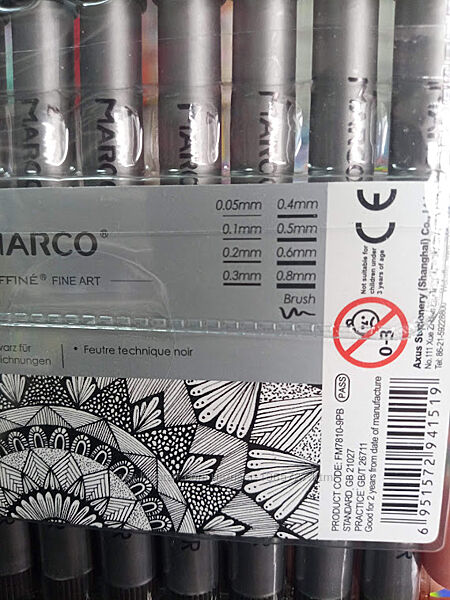 MARCO
MARCO
MARCO
MARCO
MARCO
0.05mm 0.4mm
0.1mm 0.5mm
0.2mm 0.6mm
0.3mm 0.8mm
Brush
MARCO®
RAFFINÉ® FINE ART
• Feutre technique noir
CE
Not suitable for
children under
3 years of age
0-3
Axus Stationery (Shanghai) Co.,
PASS
PRODUCT CODE: FM7810-9PB
STANDARD: GB 21027
PRACTICE: GB/T 26711
Good for 2 years from date of manufacture
6 951572 941519